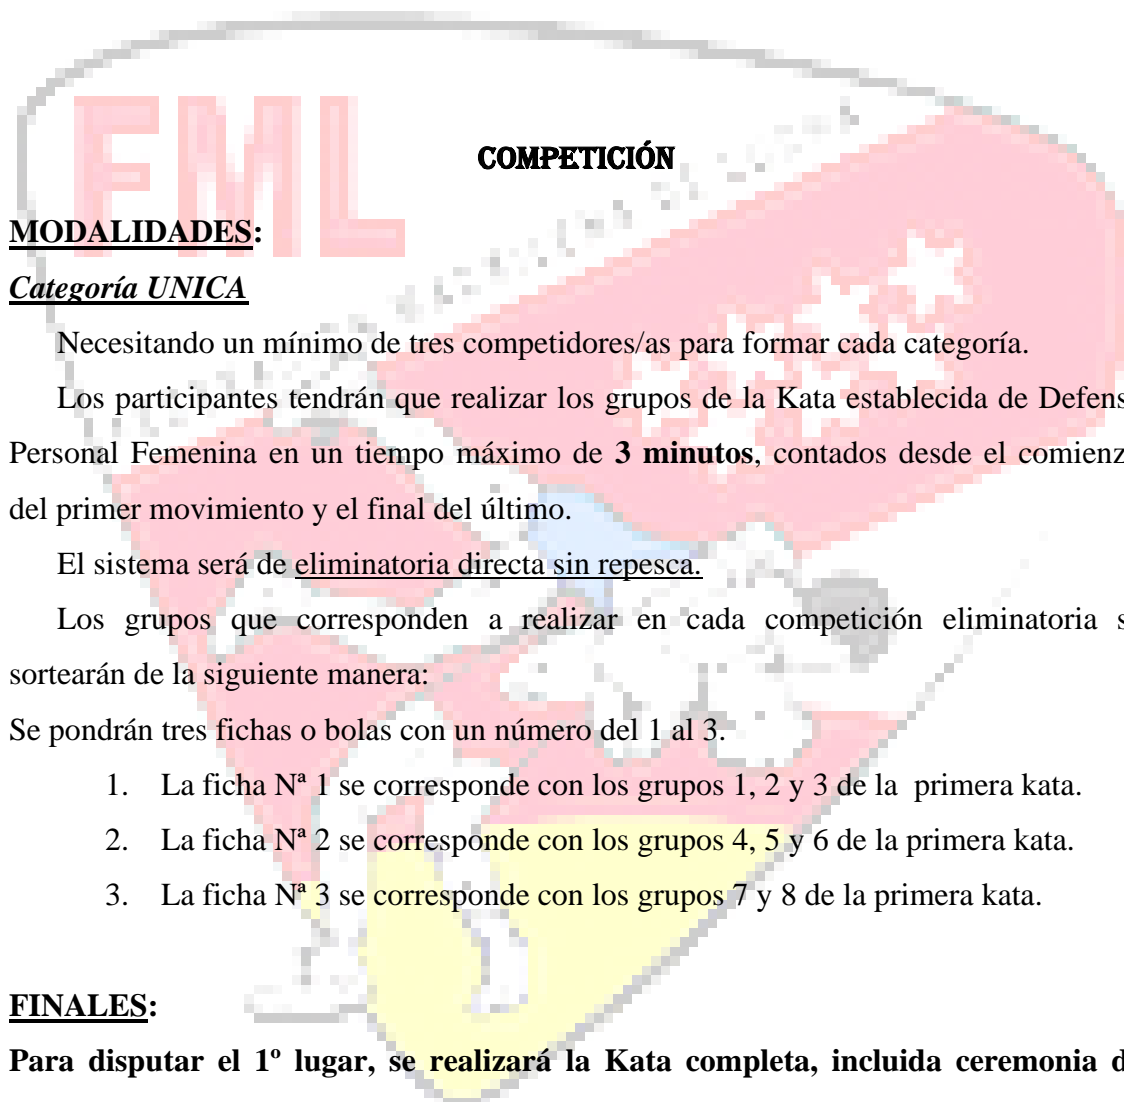 FML
COMPETICIÓN
MODALIDADES:
Categoría UNICA
Necesitando un mínimo de tres competidores/as para formar cada categoría.
Los participantes tendrán que realizar los grupos de la Kata establecida de Defens
Personal Femenina en un tiempo máximo de 3 minutos, contados desde el comienz
del primer movimiento y el final del último.
El sistema será de eliminatoria directa sin repesca.
Los grupos que corresponden a realizar en cada competición eliminatoria s
sortearán de la siguiente manera:
Se pondrán tres fichas o bolas con un número del 1 al 3.
1. La ficha Nª 1 se corresponde con los grupos 1, 2 y 3 de la primera kata.
2. La ficha Nª 2 se corresponde con los grupos 4, 5 y 6 de la primera kata.
3. La ficha Nª 3 se corresponde con los grupos 7 y 8 de la primera kata.
FINALES:
Para disputar el 1º lugar, se realizará la Kata completa, incluida ceremonia d